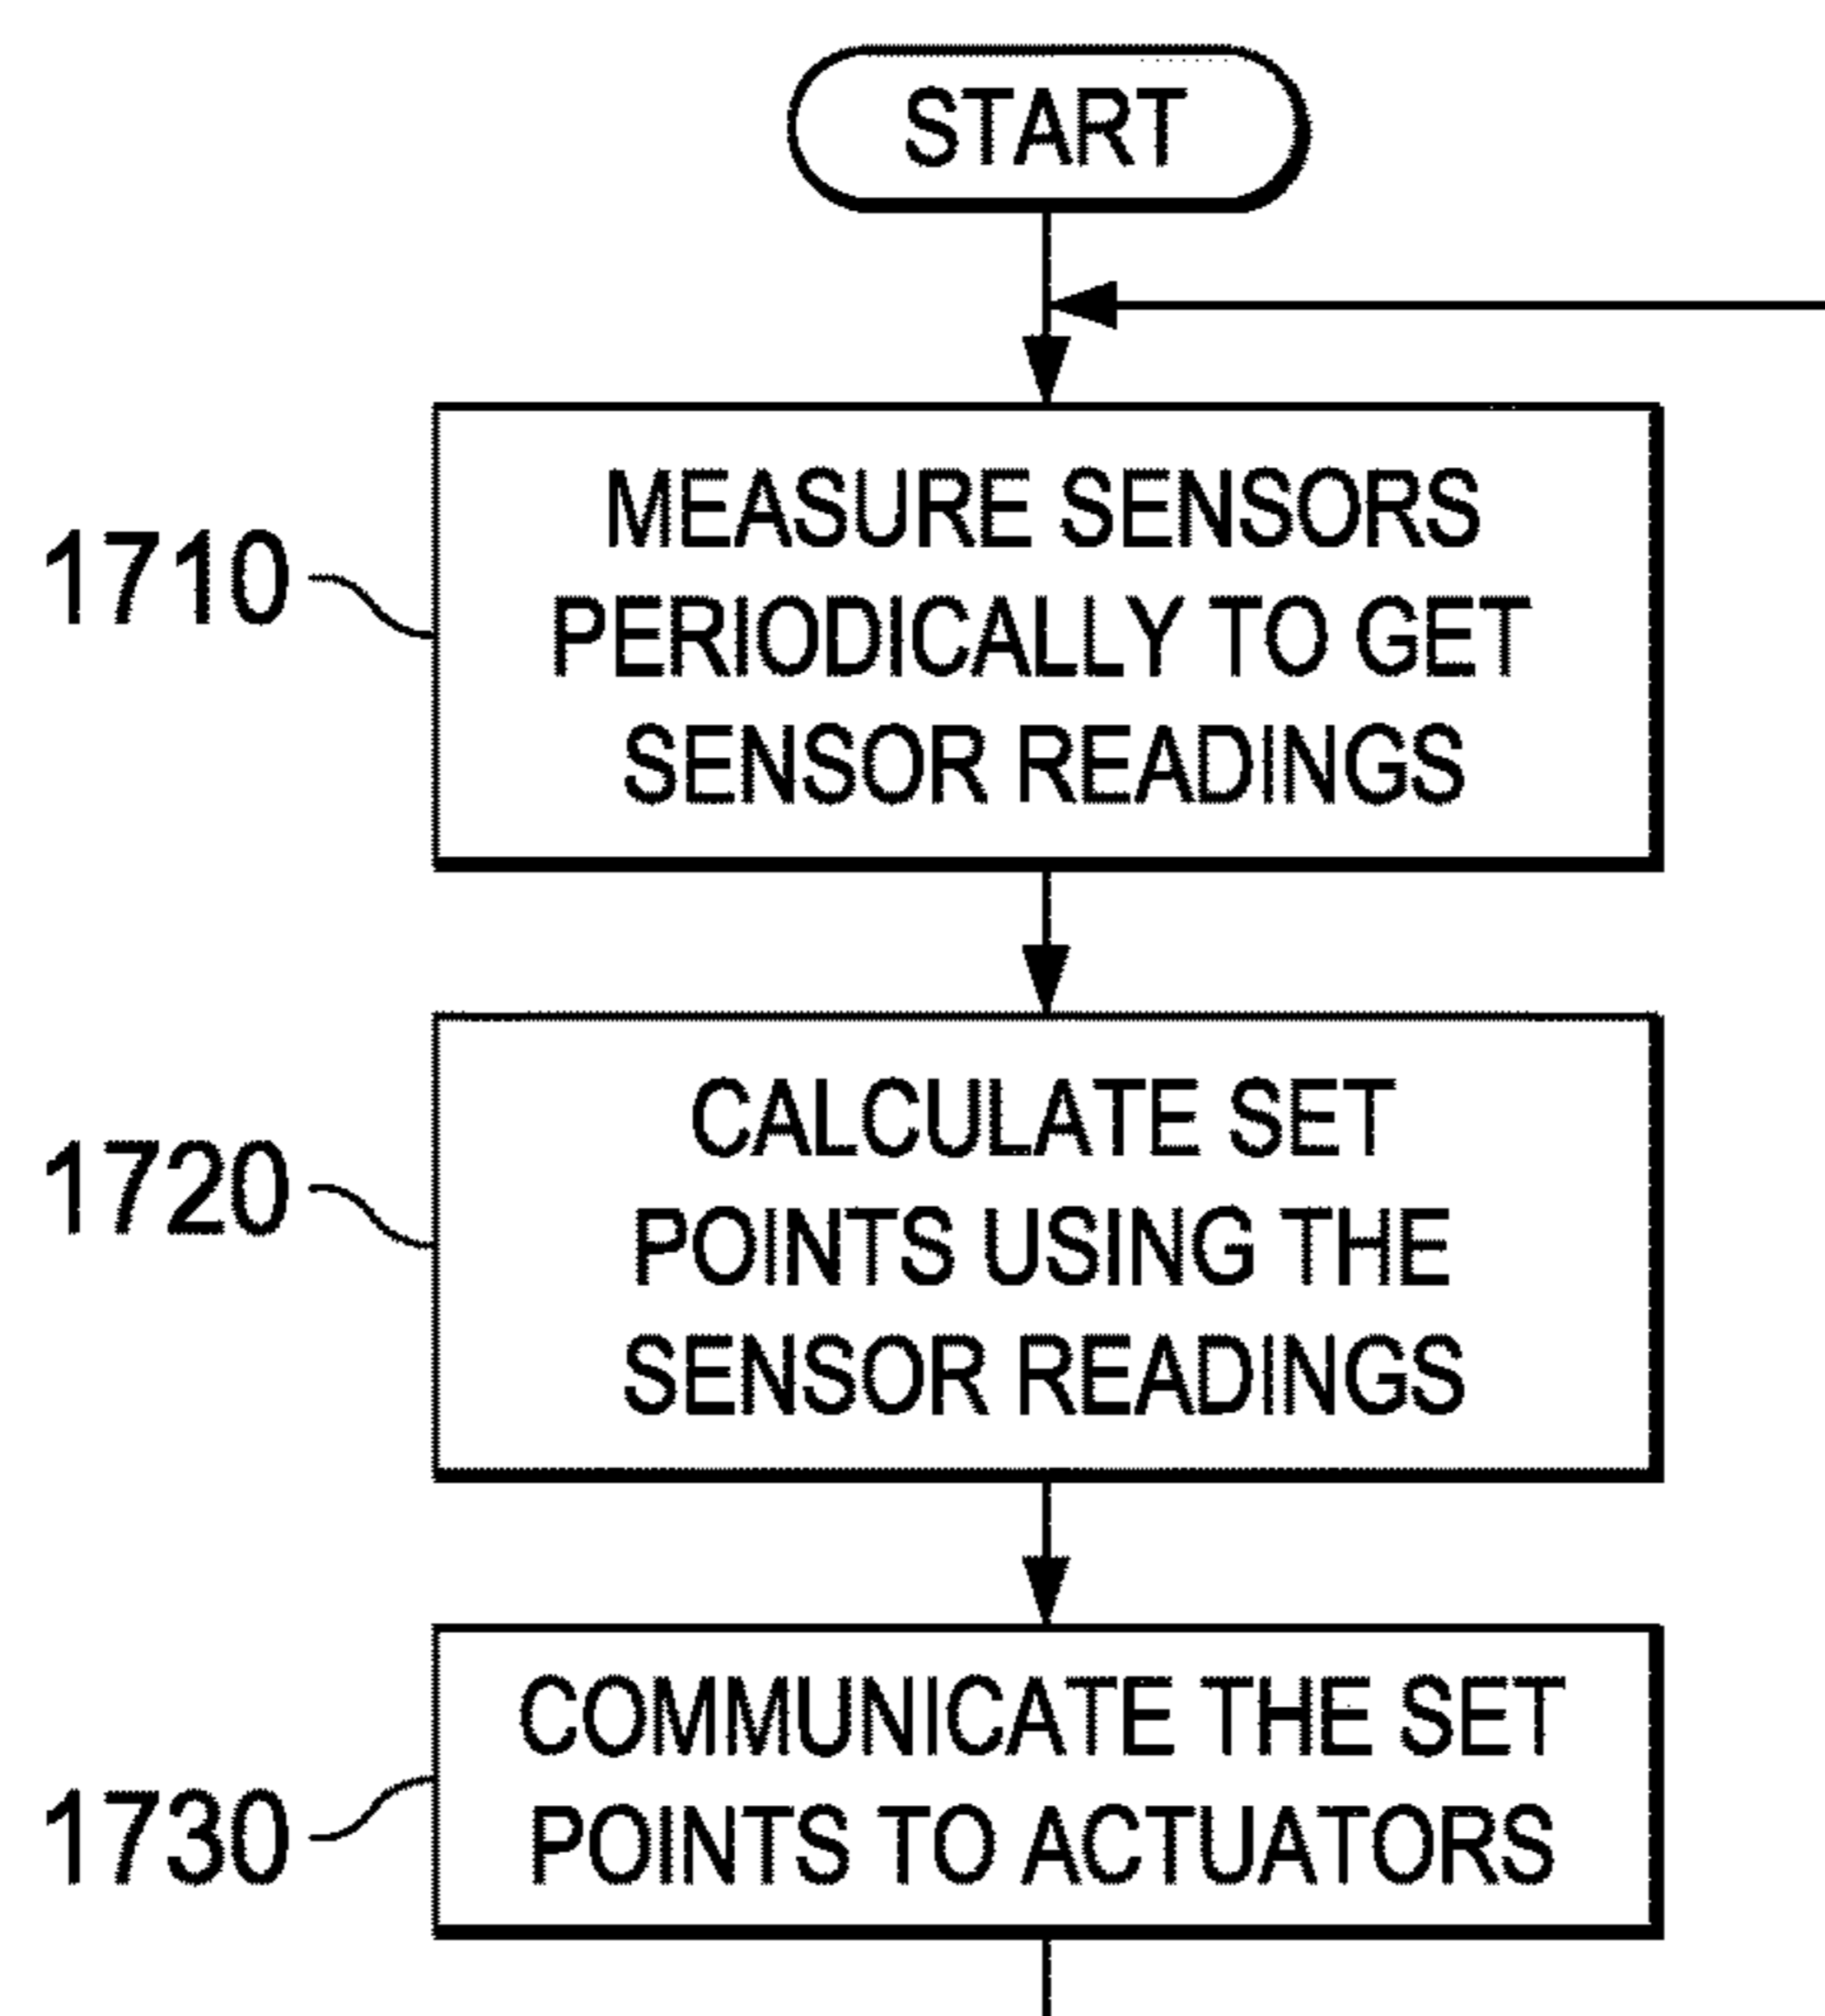 START
1710
MEASURE SENSORS
PERIODICALLY TO GET
SENSOR READINGS
1720
CALCULATE SET
POINTS USING THE
SENSOR READINGS
1730
COMMUNICATE THE SET
POINTS TO ACTUATORS